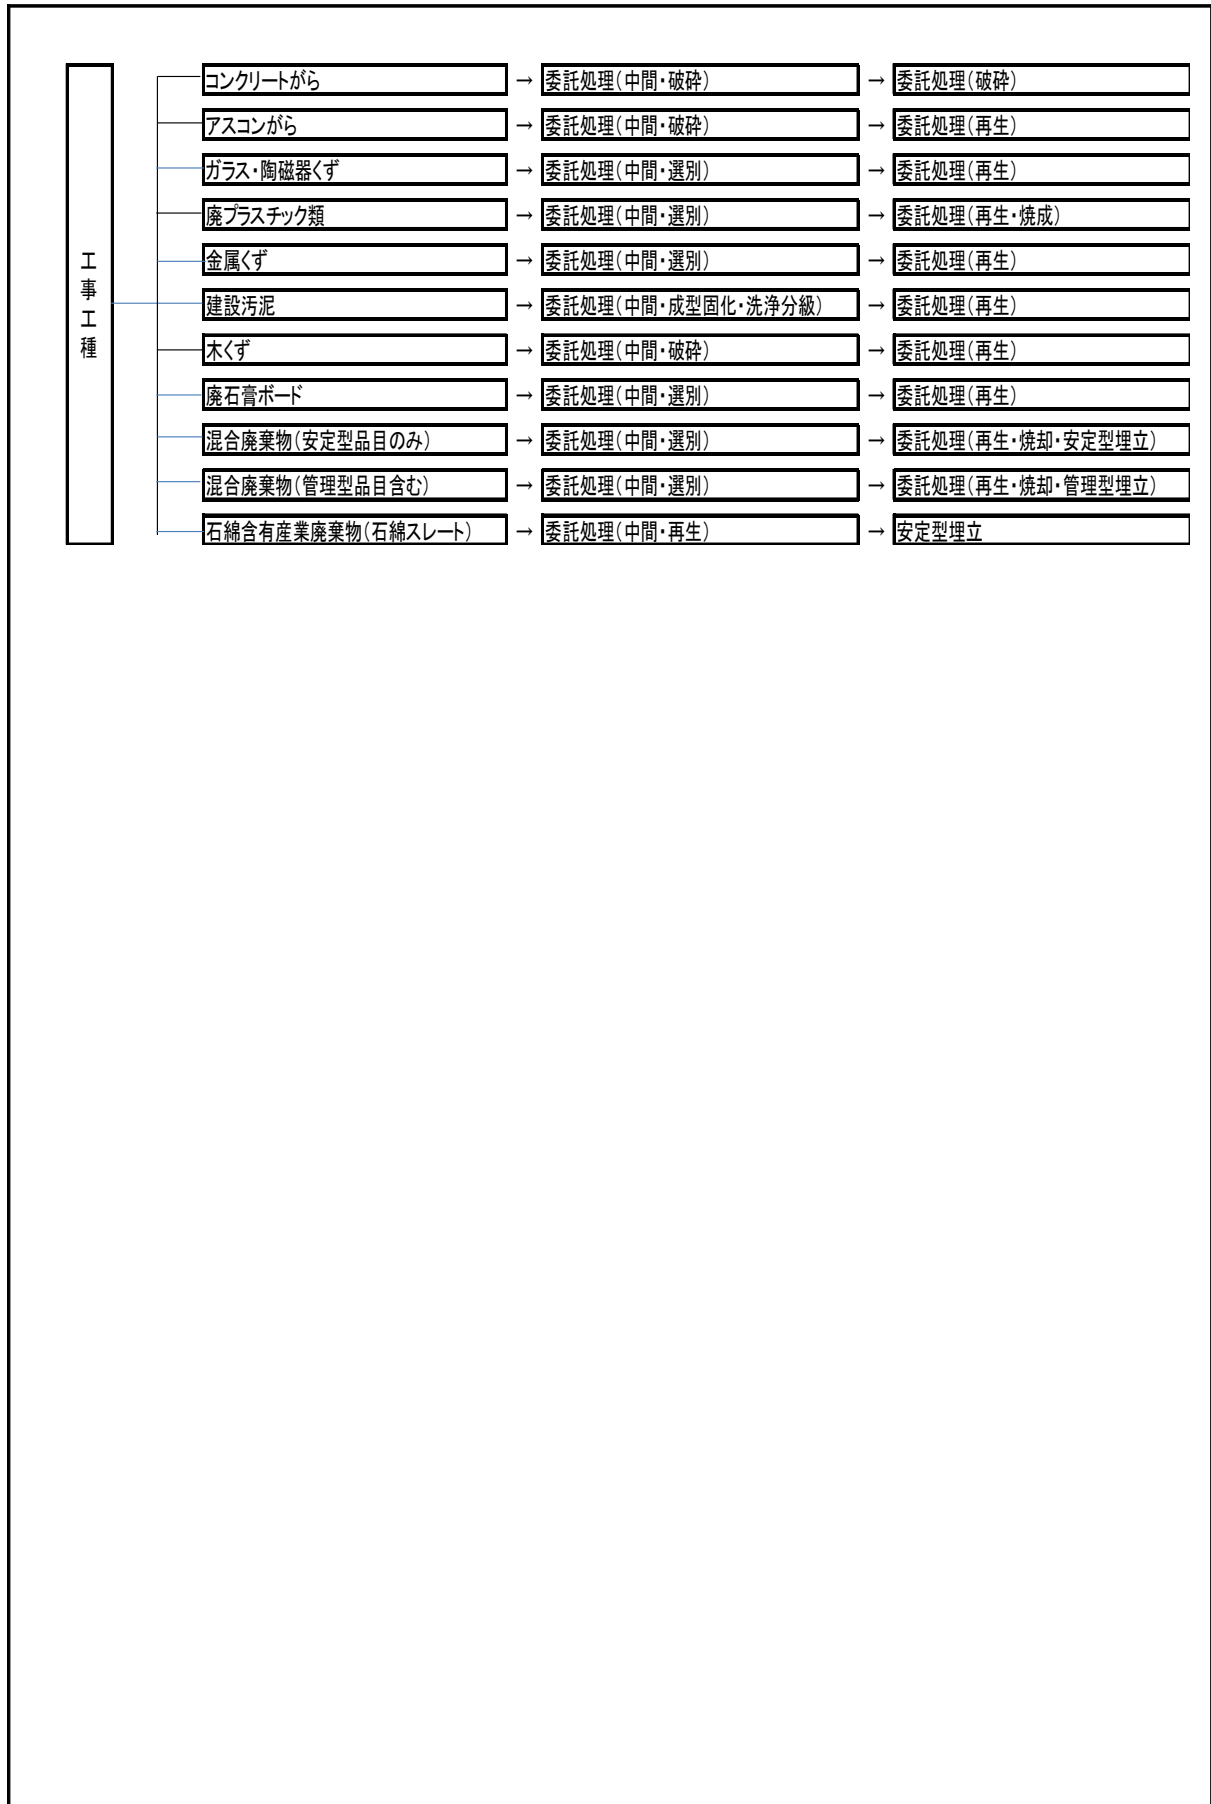 工事工種
コンクリートがら → 委託処理(中間・破砕) → 委託処理(破砕)
アスコンがら → 委託処理(中間・破砕) → 委託処理(再生)
ガラス・陶磁器くず → 委託処理(中間・選別) → 委託処理(再生)
廃プラスチック類 → 委託処理(中間・選別) → 委託処理(再生・焼成)
金属くず → 委託処理(中間・選別) → 委託処理(再生)
建設汚泥 → 委託処理(中間・成型固化・洗浄分級) → 委託処理(再生)
木くず → 委託処理(中間・破砕) → 委託処理(再生)
廃石膏ボード → 委託処理(中間・選別) → 委託処理(再生)
混合廃棄物(安定型品目のみ) → 委託処理(中間・選別) → 委託処理(再生・焼却・安定型埋立)
混合廃棄物(管理型品目含む) → 委託処理(中間・選別) → 委託処理(再生・焼却・管理型埋立)
石綿含有産業廃棄物(石綿スレート) → 委託処理(中間・再生) → 安定型埋立